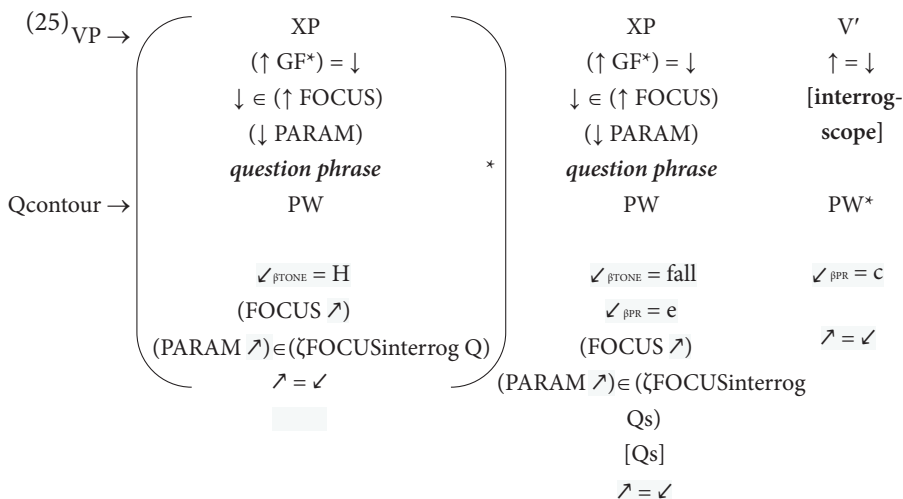 (25) VP → XP XP V′
(↑ GF*) = ↓ (↑ GF*) = ↓ ↑ = ↓
↓ ∈ (↑ FOCUS) ↓ ∈ (↑ FOCUS) [interrog-
(↓ PARAM) (↓ PARAM) scope]
question phrase * question phrase
Qcontour → PW PW PW*
↙ βTONE = H ↙ βTONE = fall ↙ βPR = c
(FOCUS ↗) ↙ βPR = e
(PARAM ↗)∈(ζFOCUSinterrog Q) (FOCUS ↗) ↗ = ↙
↗ = ↙ (PARAM ↗)∈(ζFOCUSinterrog
Qs)
[Qs]
↗ = ↙